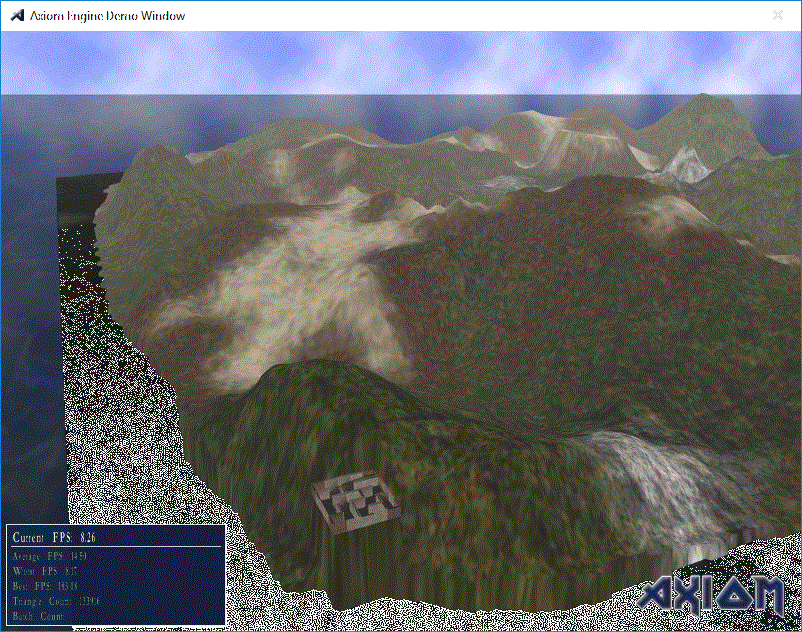 Axiom Engine Demo Window
Current FPS: 8.26
Average FPS:
Worst FPS:
Best FPS:
Triangle Count:
Batch Count:
AXIOM